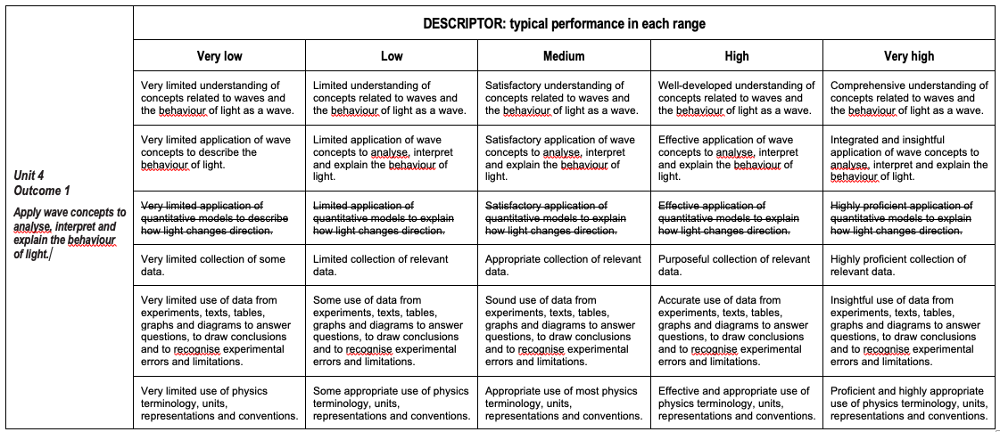 DESCRIPTOR: typical performance in each range
Very low
Low
Medium
High
Very high
Unit 4
Outcome 1
Apply wave concepts to
analyse, interpret and
explain the behaviour
of light.
Very limited understanding of
concepts related to waves and
the behaviour of light as a wave.
Limited understanding of
concepts related to waves and
the behaviour of light as a wave.
Satisfactory understanding of
concepts related to waves and
the behaviour of light as a wave.
Well-developed understanding of
concepts related to waves and
the behaviour of light as a wave.
Comprehensive understanding of
concepts related to waves and
the behaviour of light as a wave.
Very limited application of wave
concepts to describe the
behaviour of light.
Limited application of wave
concepts to analyse, interpret
and explain the behaviour of
light.
Satisfactory application of wave
concepts to analyse, interpret
and explain the behaviour of
light.
Effective application of wave
concepts to analyse, interpret
and explain the behaviour of
light.
Integrated and insightful
application of wave concepts to
analyse, interpret and explain the
behaviour of light.
Very limited application of
quantitative models to describe
how light changes direction.
Limited application of
quantitative models to explain
how light changes direction.
Satisfactory application of
quantitative models to explain
how light changes direction.
Effective application of
quantitative models to explain
how light changes direction.
Highly proficient application of
quantitative models to explain
how light changes direction.
Very limited collection of some
data.
Limited collection of relevant
data.
Appropriate collection of relevant
data.
Purposeful collection of relevant
data.
Highly proficient collection of
relevant data.
Very limited use of data from
experiments, texts, tables,
graphs and diagrams to answer
questions, to draw conclusions
and to recognise experimental
errors and limitations.
Some use of data from
experiments, texts, tables,
graphs and diagrams to answer
questions, to draw conclusions
and to recognise experimental
errors and limitations.
Sound use of data from
experiments, texts, tables,
graphs and diagrams to answer
questions, to draw conclusions
and to recognise experimental
errors and limitations.
Accurate use of data from
experiments, texts, tables,
graphs and diagrams to answer
questions, to draw conclusions
and to recognise experimental
errors and limitations.
Insightful use of data from
experiments, texts, tables,
graphs and diagrams to answer
questions, to draw conclusions
and to recognise experimental
errors and limitations.
Very limited use of physics
terminology, units,
representations and conventions.
Some appropriate use of physics
terminology, units,
representations and conventions.
Appropriate use of most physics
terminology, units,
representations and conventions.
Effective and appropriate use of
physics terminology, units,
representations and conventions.
Proficient and highly appropriate
use of physics terminology, units,
representations and conventions.